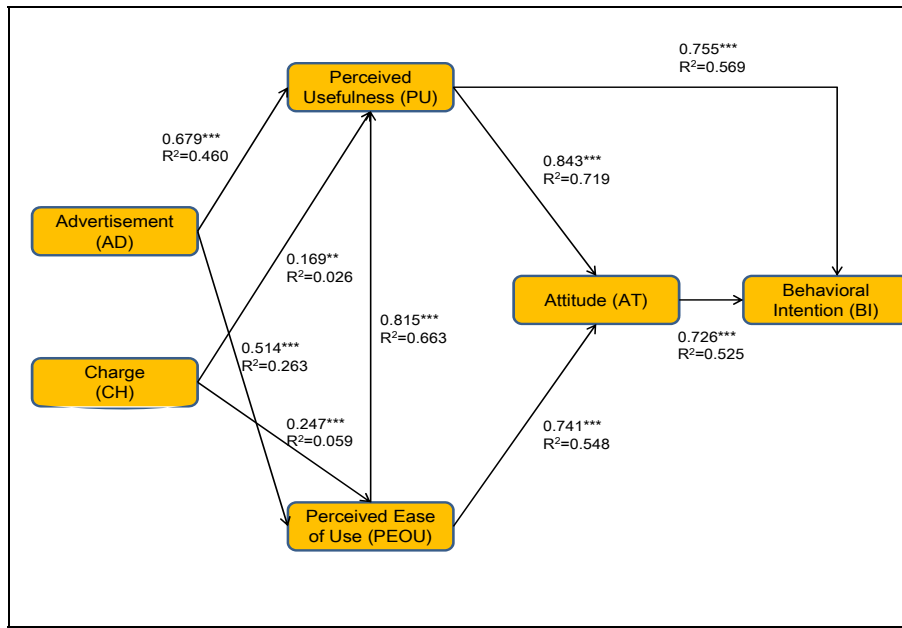 0.755***
R²=0.569
Perceived
Usefulness (PU)
0.679***
R²=0.460
0.843***
R²=0.719
Advertisement
(AD)
0.169**
R²=0.026
Attitude (AT)
Behavioral
Intention (BI)
0.815***
R²=0.663
0.726***
R²=0.525
0.514***
R²=0.263
Charge
(CH)
0.247***
R²=0.059
0.741***
R²=0.548
Perceived Ease
of Use (PEOU)